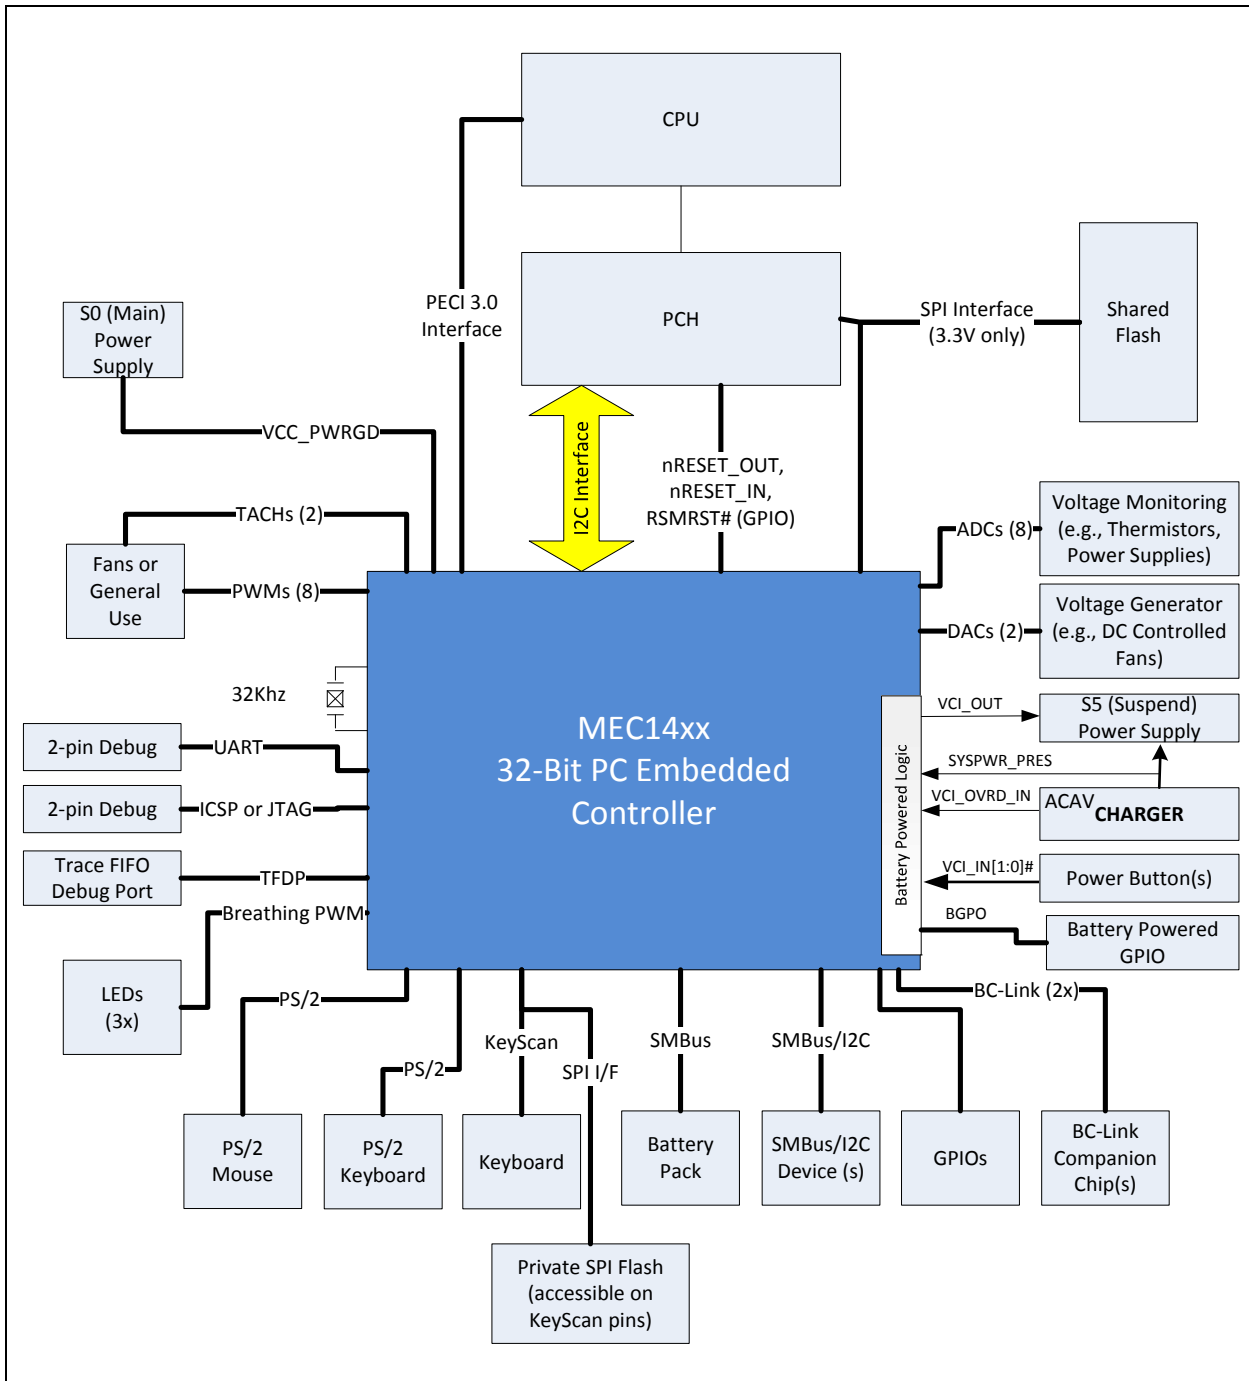 CPU
PECI 3.0
Interface
PCH
SPI Interface
(3.3V only)
Shared
Flash
S0 (Main)
Power
Supply
VCC_PWRGD
I2C Interface
nRESET_OUT,
nRESET_IN,
RSMRST# (GPIO)
TACHs (2)
Fans or
General
Use
PWMs (8)
ADCs (8)
Voltage Monitoring
(e.g., Thermistors,
Power Supplies)
DACs (2)
Voltage Generator
(e.g., DC Controlled
Fans)
32Khz
MEC14xx
32-Bit PC Embedded
Controller
Battery Powered Logic
VCI_OUT
S5 (Suspend)
Power Supply
SYSPWR_PRES
VCI_OVRD_IN
ACAV
CHARGER
VCI_IN[1:0]#
Power Button(s)
BGPO
Battery Powered
GPIO
2-pin Debug
UART
2-pin Debug
ICSP or JTAG
Trace FIFO
Debug Port
TFDP
Breathing PWM
LEDs
(3x)
PS/2
PS/2
KeyScan
SPI I/F
SMBus
SMBus/I2C
BC-Link (2x)
PS/2
Mouse
PS/2
Keyboard
Keyboard
Battery
Pack
SMBus/I2C
Device (s)
GPIOs
BC-Link
Companion
Chip(s)
Private SPI Flash
(accessible on
KeyScan pins)